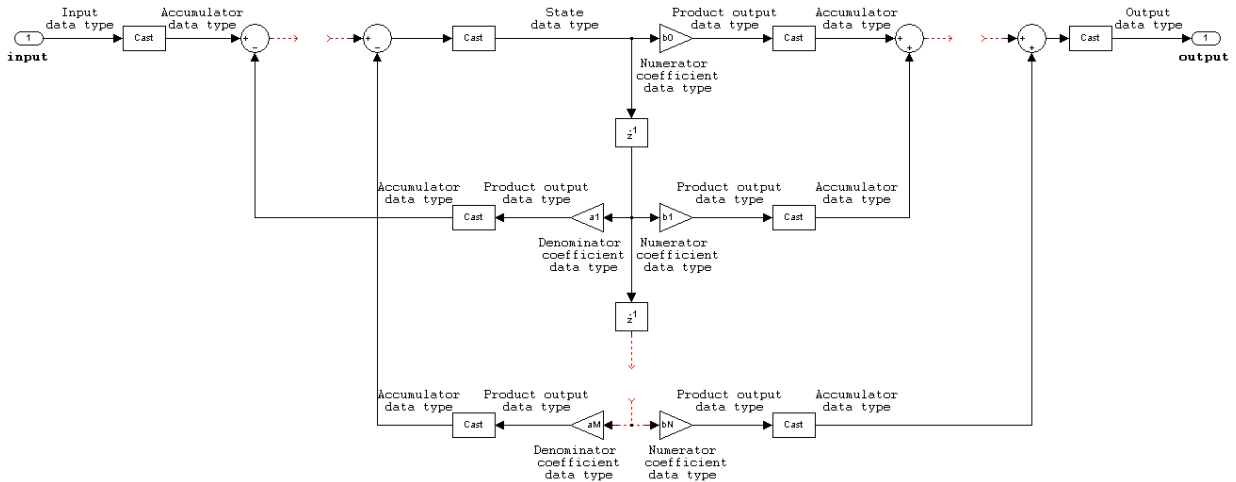 Input
data type
Accumulator
data type
State
data type
Product output
data type
Accumulator
data type
Output
data type
1
Cast
+
−
+
−
Cast
b0
Cast
+
+
+
+
Cast
1
input
output
Numerator
coefficient
data type
z-1
Accumulator
data type
Product output
data type
Product output
data type
Accumulator
data type
Cast
a1
b1
Cast
Denominator
coefficient
data type
Numerator
coefficient
data type
z-1
Accumulator
data type
Product output
data type
Product output
data type
Accumulator
data type
Cast
aM
bN
Cast
Denominator
coefficient
data type
Numerator
coefficient
data type